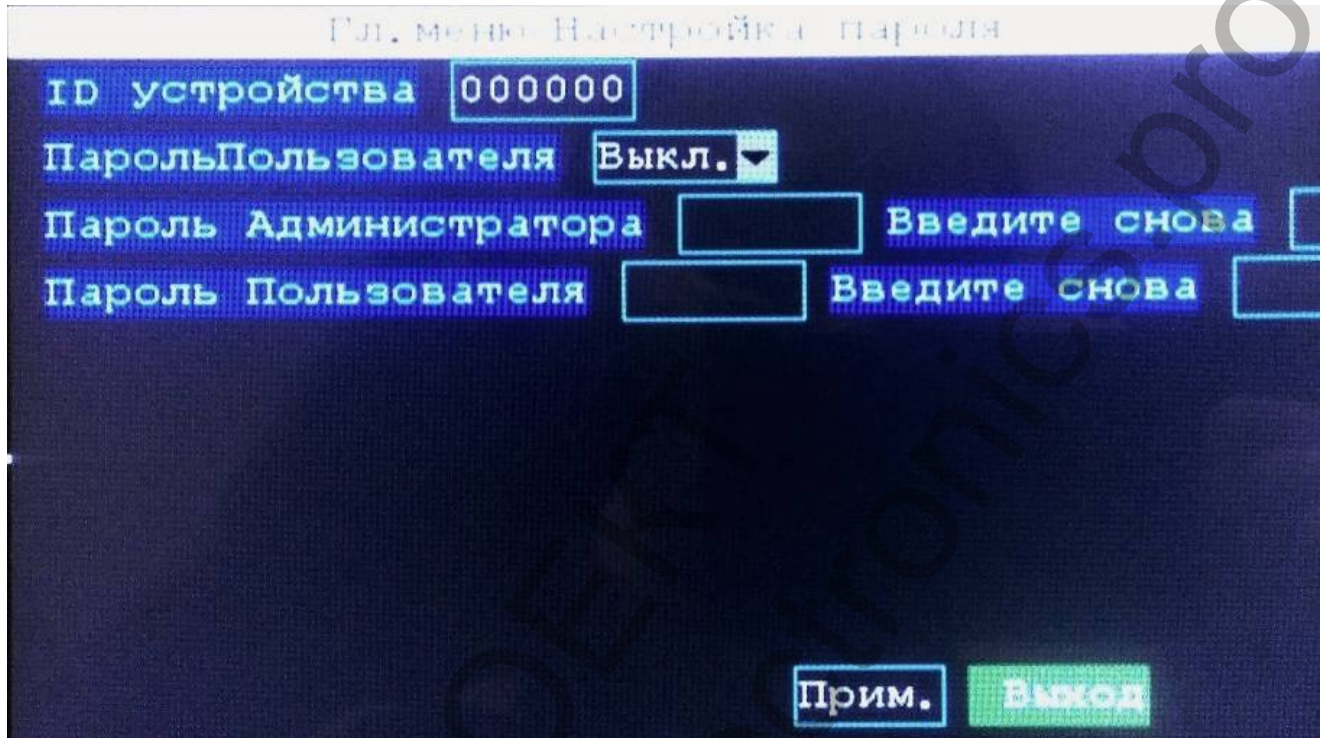 Гл.меню Настройка пароля
ID устройства 000000
ПарольПользователя Выкл.
Пароль Администратора Введите снова
Пароль Пользователя Введите снова
Прим. Выход